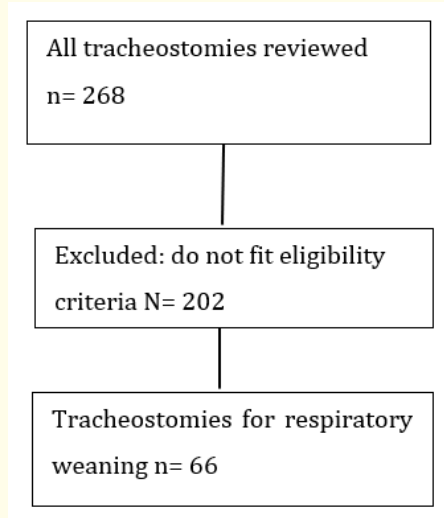 All tracheostomies reviewed
n= 268
Excluded: do not fit eligibility
criteria N= 202
Tracheostomies for respiratory
weaning n= 66